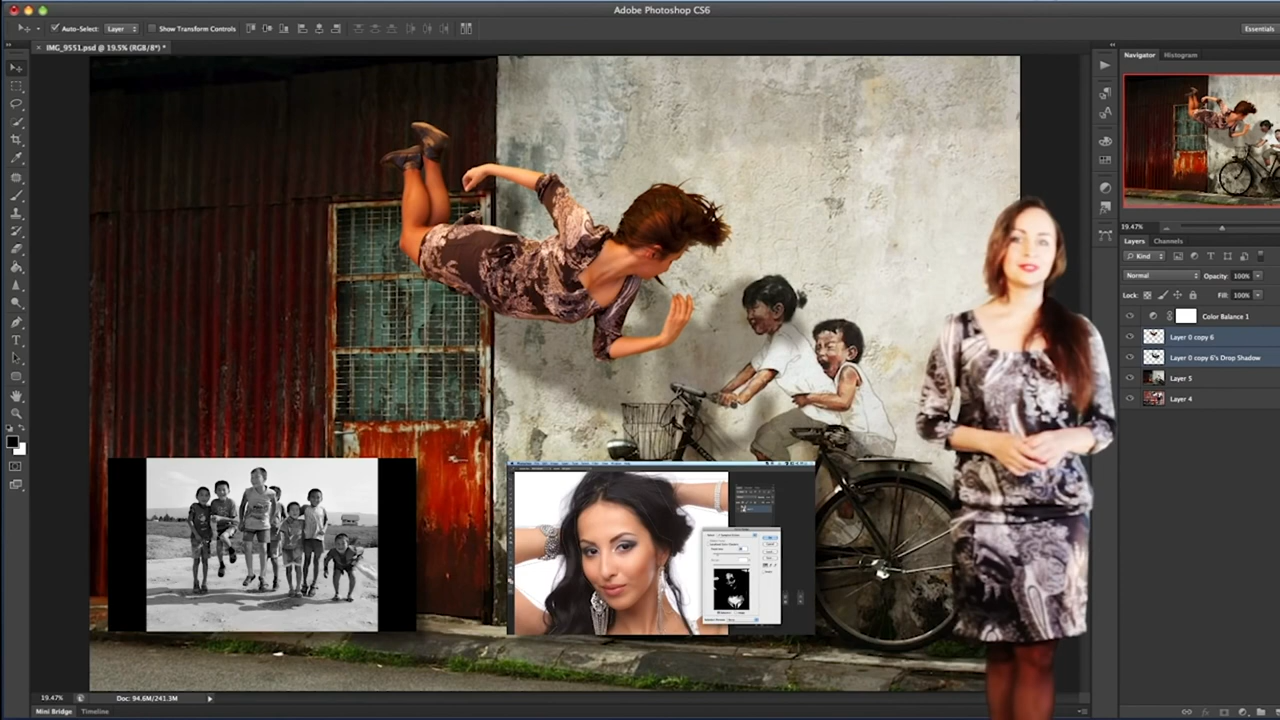 Adobe Photoshop CS6
Auto-Select: Layer Show Transform Controls Essentials
× IMG_9551.psd @ 19.5% (RGB/8*) *
Navigator Histogram
19.47%
Layers Channels
Kind
Normal Opacity: 100%
Lock: Fill: 100%
Color Balance 1
Layer 0 copy 6
Layer 0 copy 6's Drop Shadow
Layer 5
Layer 4
19.47% Doc: 94.6M/241.3M
Mini Bridge Timeline